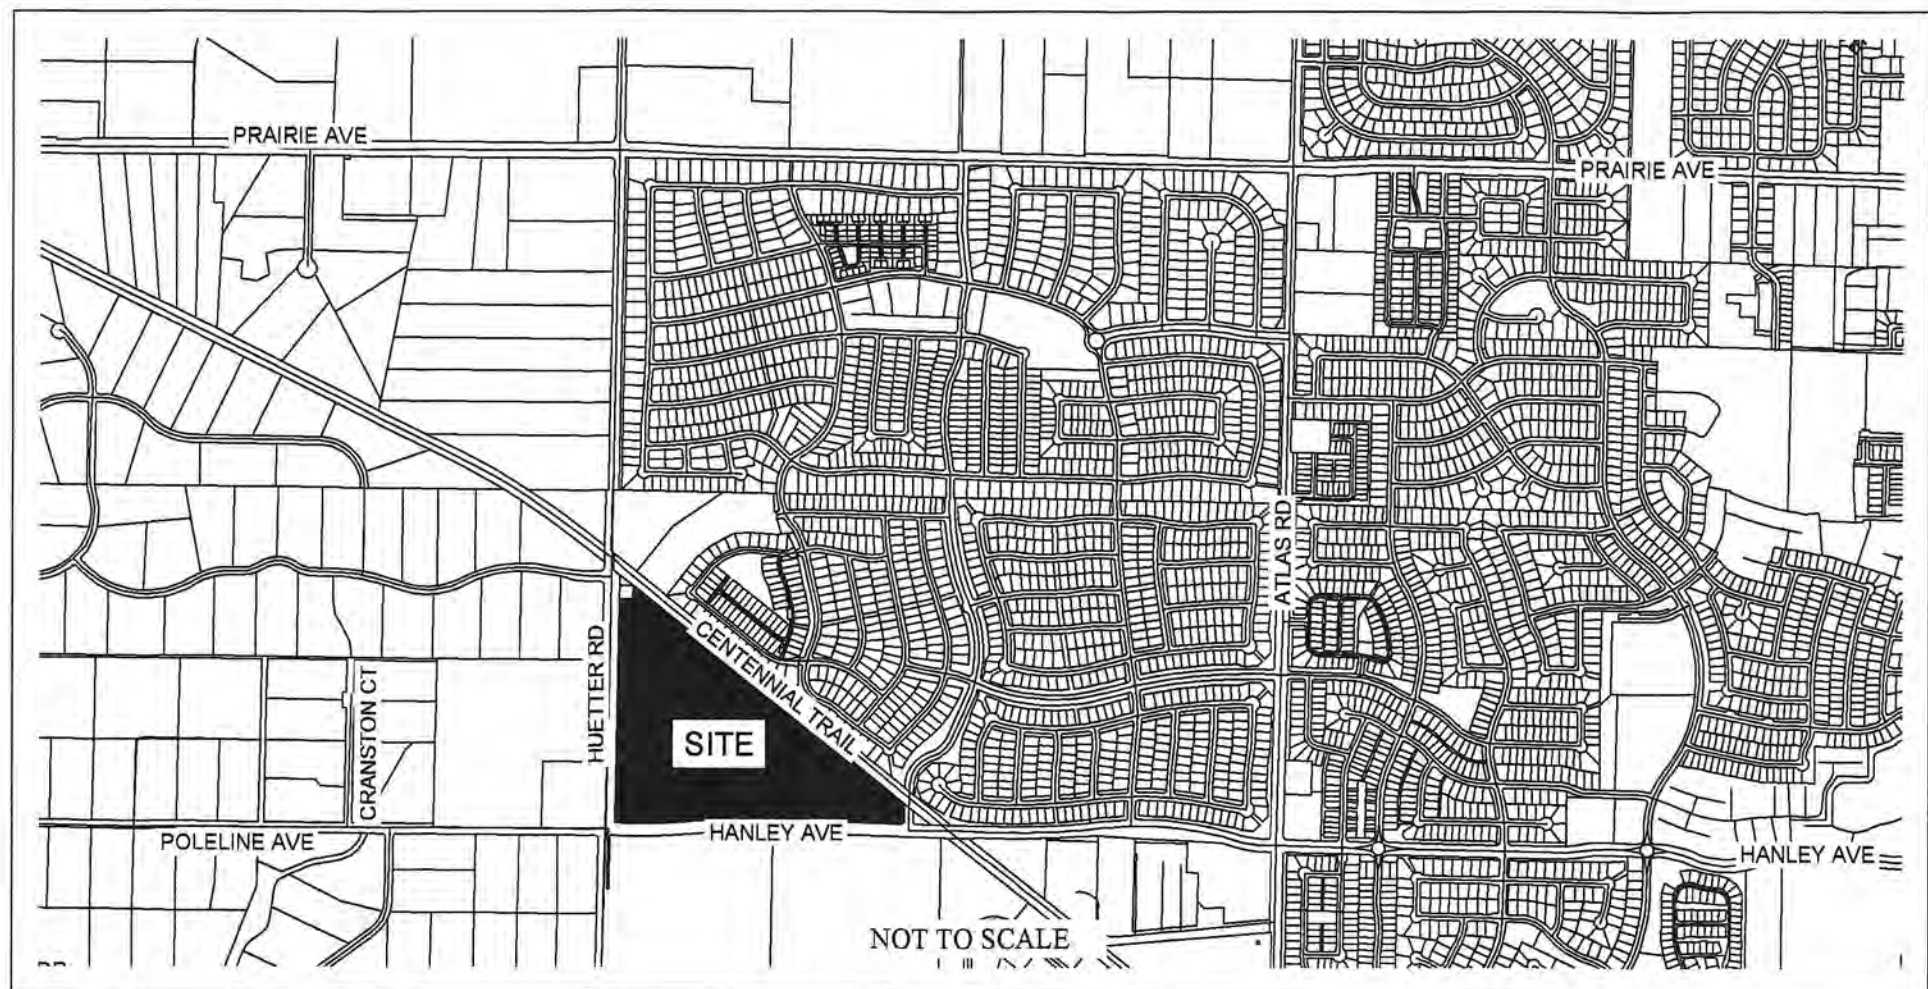 PRAIRIE AVE
PRAIRIE AVE
ATLAS RD
HUETTER RD
CENTENNIAL TRAIL
CRANSTON CT
SITE
POLELINE AVE
HANLEY AVE
HANLEY AVE
NOT TO SCALE